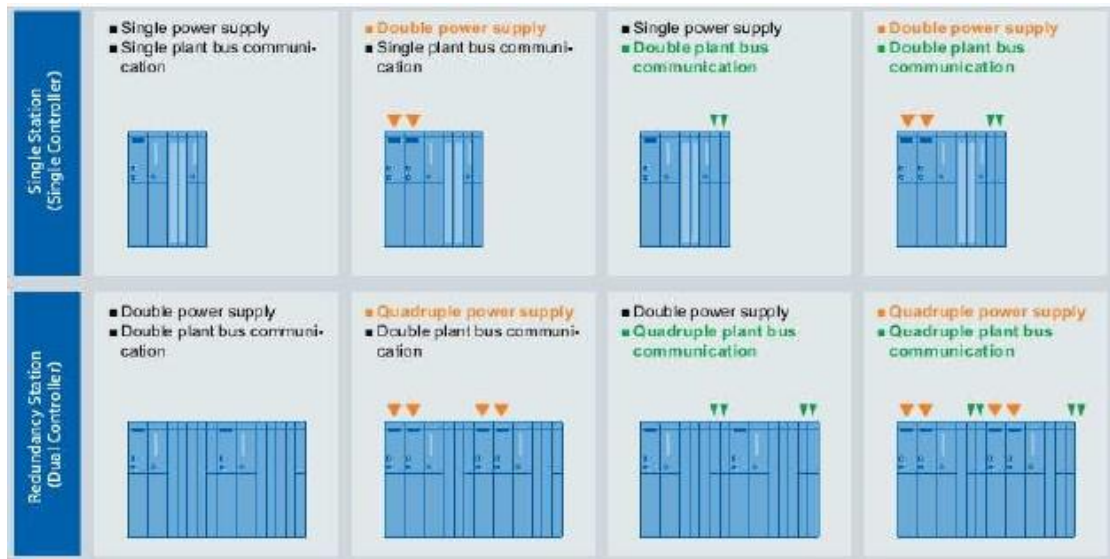 Single Station
(Single Controller)
■ Single power supply
■ Single plant bus communi-
cation
■ Double power supply
■ Single plant bus communi-
cation
■ Single power supply
■ Double plant bus
communication
■ Double power supply
■ Double plant bus
communication
Redundancy Station
(Dual Controller)
■ Double power supply
■ Double plant bus communi-
cation
■ Quadruple power supply
■ Double plant bus communi-
cation
■ Double power supply
■ Quadruple plant bus
communication
■ Quadruple power supply
■ Quadruple plant bus
communication